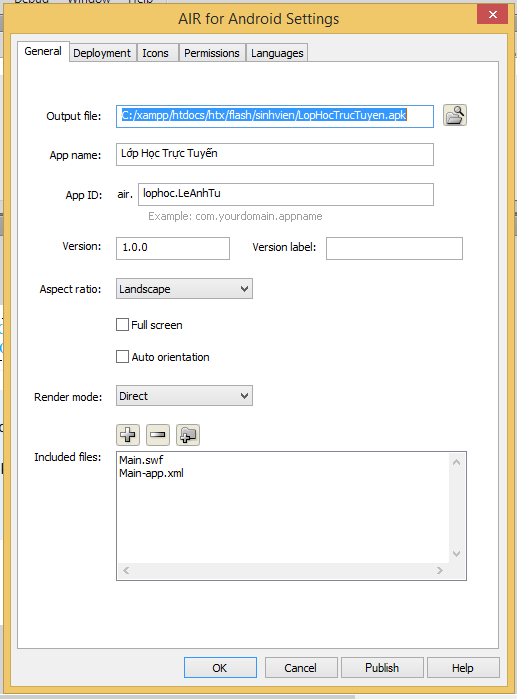 Debug Window Help
AIR for Android Settings
General Deployment Icons Permissions Languages
Output file: C:/xampp/htdocs/htx/flash/sinhvien/LopHocTrucTuyen.apk
App name: Lớp Học Trực Tuyến
App ID: air. lophoc.LeAnhTu
Example: com.yourdomain.appname
Version: 1.0.0 Version label:
Aspect ratio: Landscape
Full screen
Auto orientation
Render mode: Direct
Included files:
Main.swf
Main-app.xml
OK Cancel Publish Help